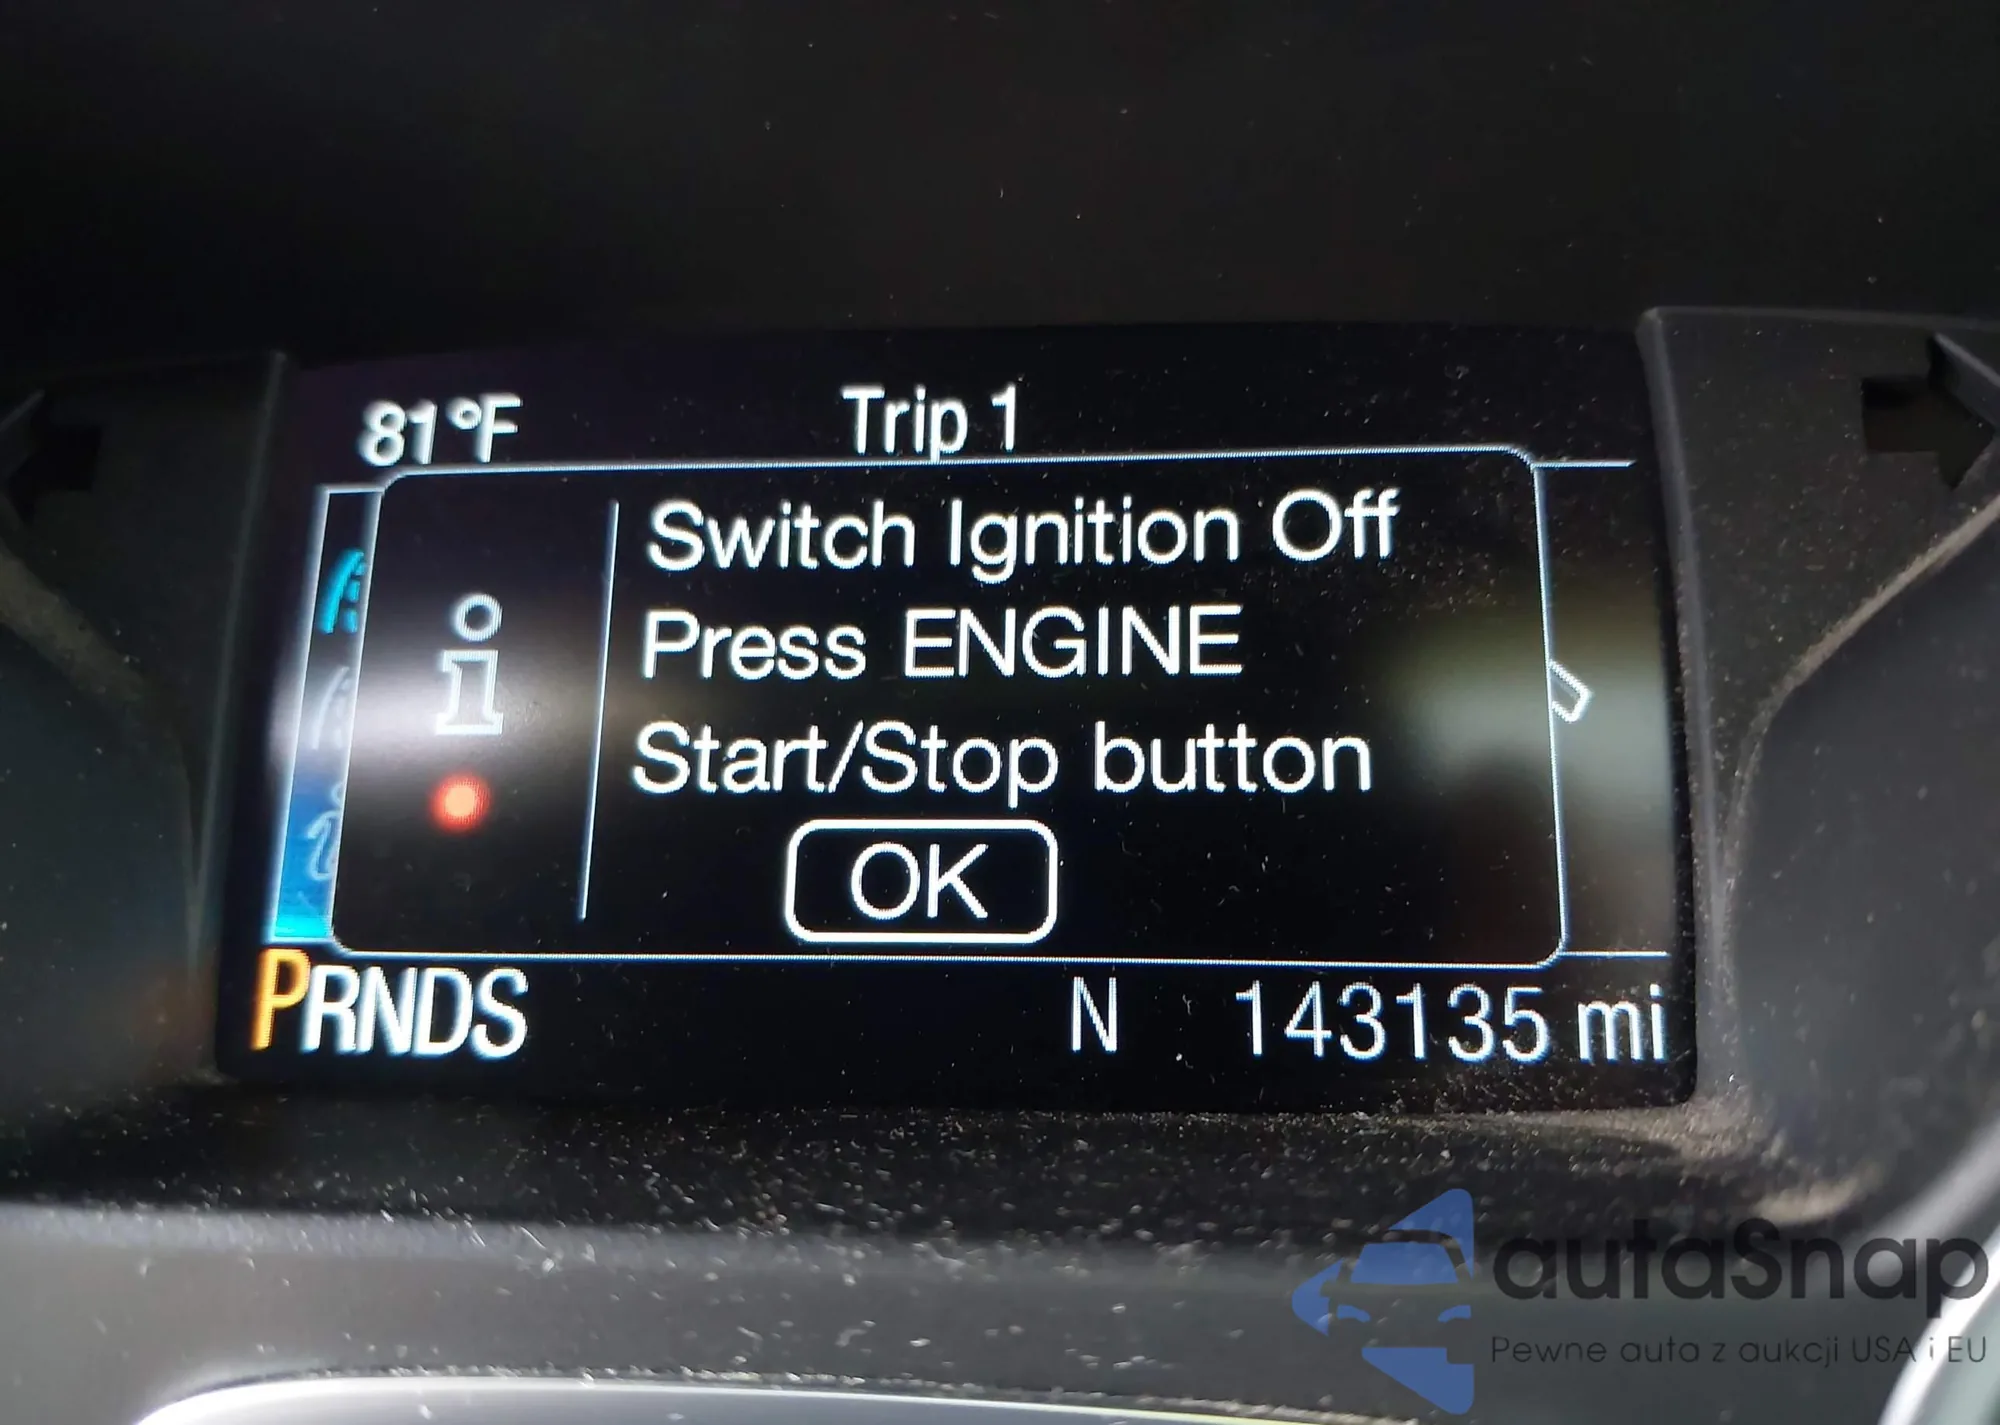 81°F Trip 1
Switch Ignition Off
Press ENGINE
Start/Stop button
OK
PRNDS N 143135 mi
autaSnap
Pewne auta z aukcji USA i EU